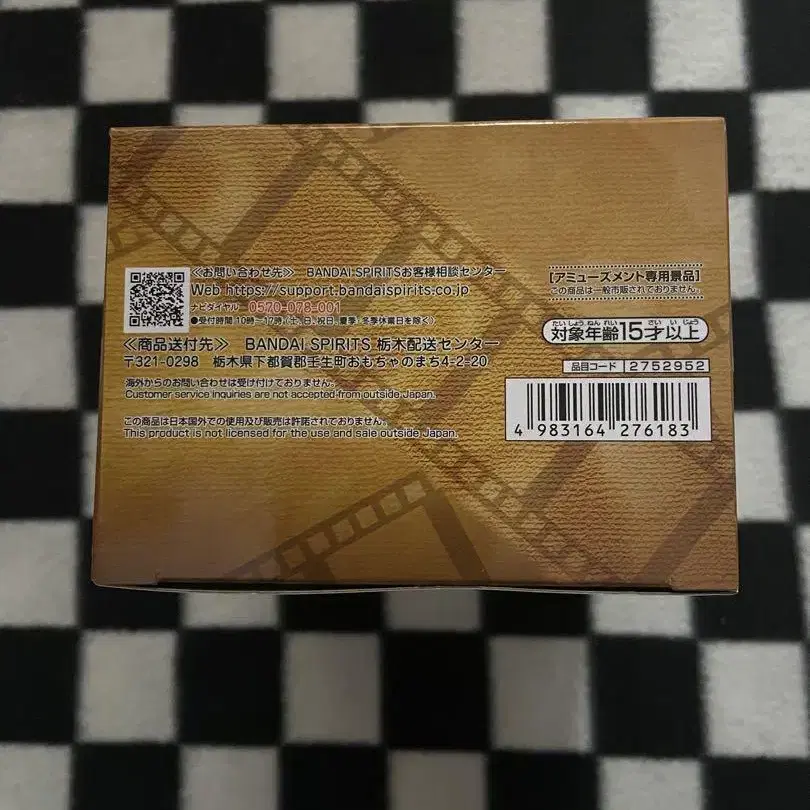 ≪お問い合わせ先≫ BANDAI SPIRITSお客様相談センター
Web https://support.bandaispirits.co.jp
ナビダイヤル 0570-078-001
●受付時間 10時〜17時(土、日、祝日、夏季・冬季休業日を除く)
≪商品送付先≫ BANDAI SPIRITS 栃木配送センター
〒321-0298 栃木県下都賀郡壬生町おもちゃのまち4-2-20
海外からのお問い合わせは受け付けておりません。
Customer service inquiries are not accepted from outside Japan.
この商品は日本国外での使用及び販売は許諾されておりません。
This product is not licensed for the use and sale outside Japan.
[アミューズメント専用景品]
この商品は一般市販されておりません。
たいしょうねんれい さいいじょう
対象年齢15才以上
品目コード 2752952
4 983164 276183